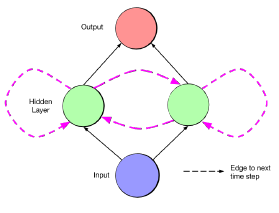 Output
Hidden
Layer
Input
Edge to next
time step